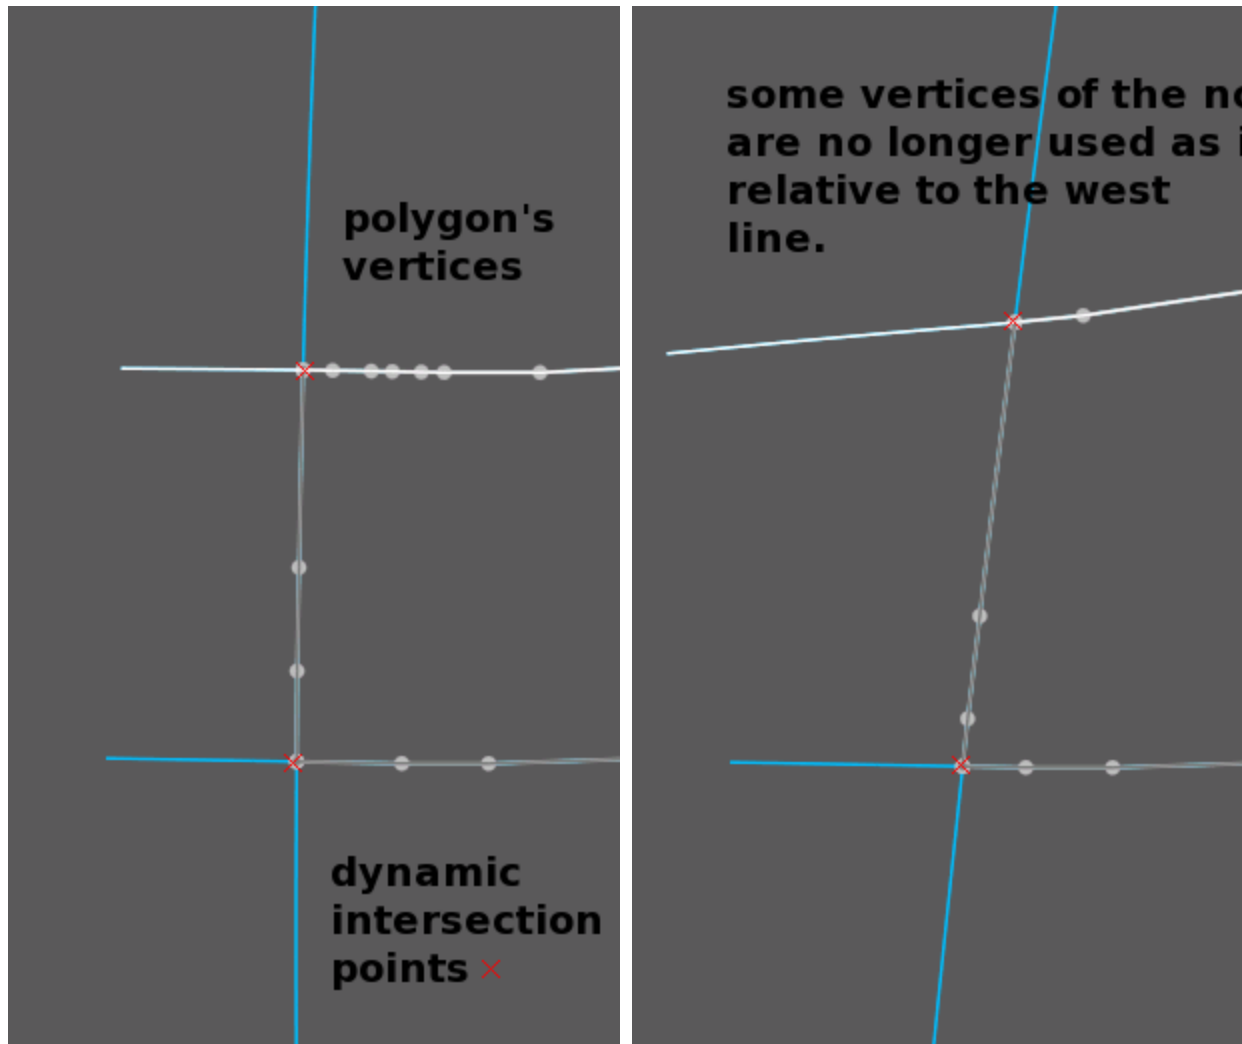 polygon's
vertices
dynamic
intersection
points
some vertices of the
are no longer used as
relative to the west
line.